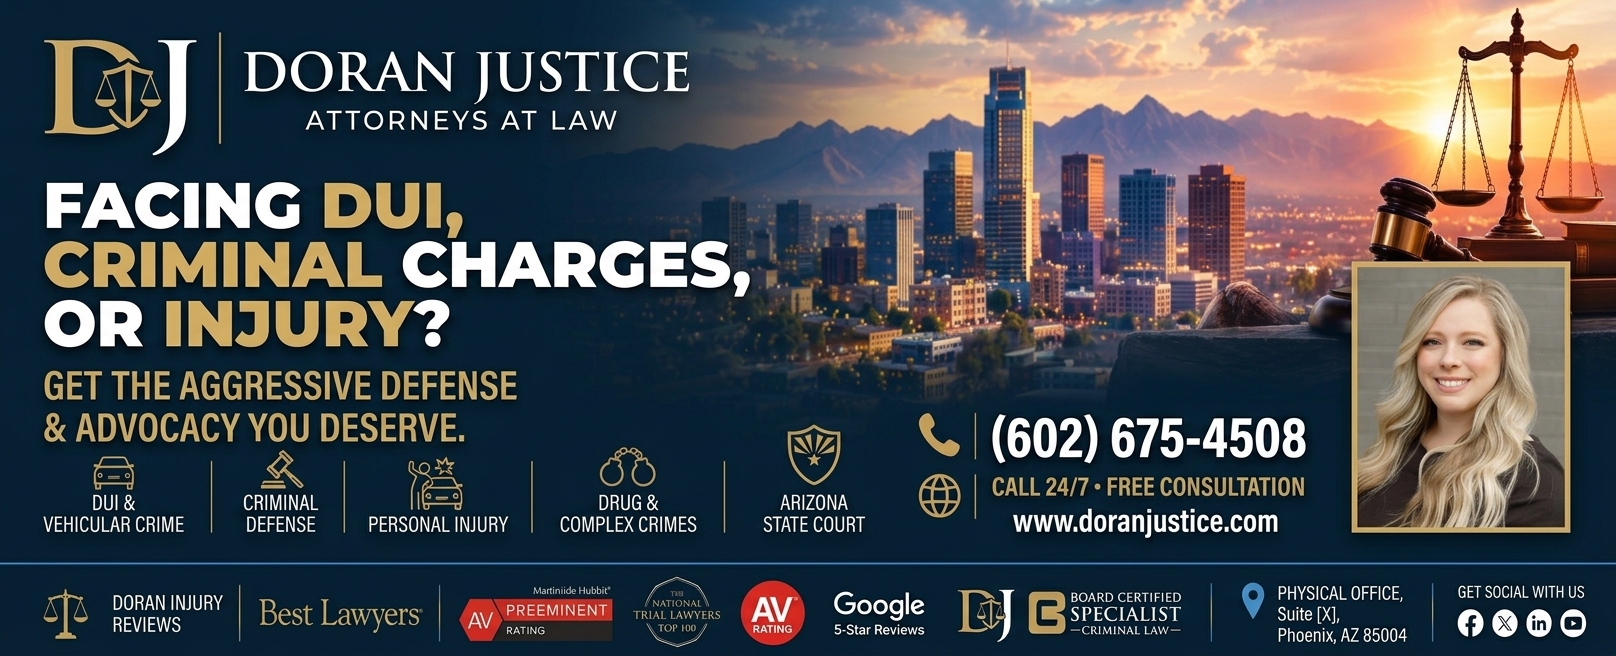 DJ
DORAN JUSTICE
ATTORNEYS AT LAW
FACING DUI,
CRIMINAL CHARGES,
OR INJURY?
GET THE AGGRESSIVE DEFENSE
& ADVOCACY YOU DESERVE.
DUI &
VEHICULAR CRIME
CRIMINAL
DEFENSE
PERSONAL INJURY
DRUG &
COMPLEX CRIMES
ARIZONA
STATE COURT
(602) 675-4508
CALL 24/7 • FREE CONSULTATION
www.doranjustice.com
DORAN INJURY
REVIEWS
Best Lawyers®
Martiniide Hubbit®
AV PREEMINENT
RATING
THE
NATIONAL
TRIAL LAWYERS
TOP 100
AV™
RATING
Google
5-Star Reviews
DJ
B BOARD CERTIFIED
SPECIALIST
—CRIMINAL LAW—
PHYSICAL OFFICE,
Suite [X],
Phoenix, AZ 85004
GET SOCIAL WITH US